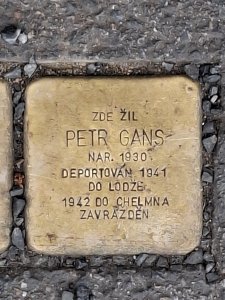 ZDE ŽIL
PETR GANS
NAR. 1930
DEPORTOVÁN 1941
DO LODŽE
1942 DO CHELMNA
ZAVRAŽDĚN